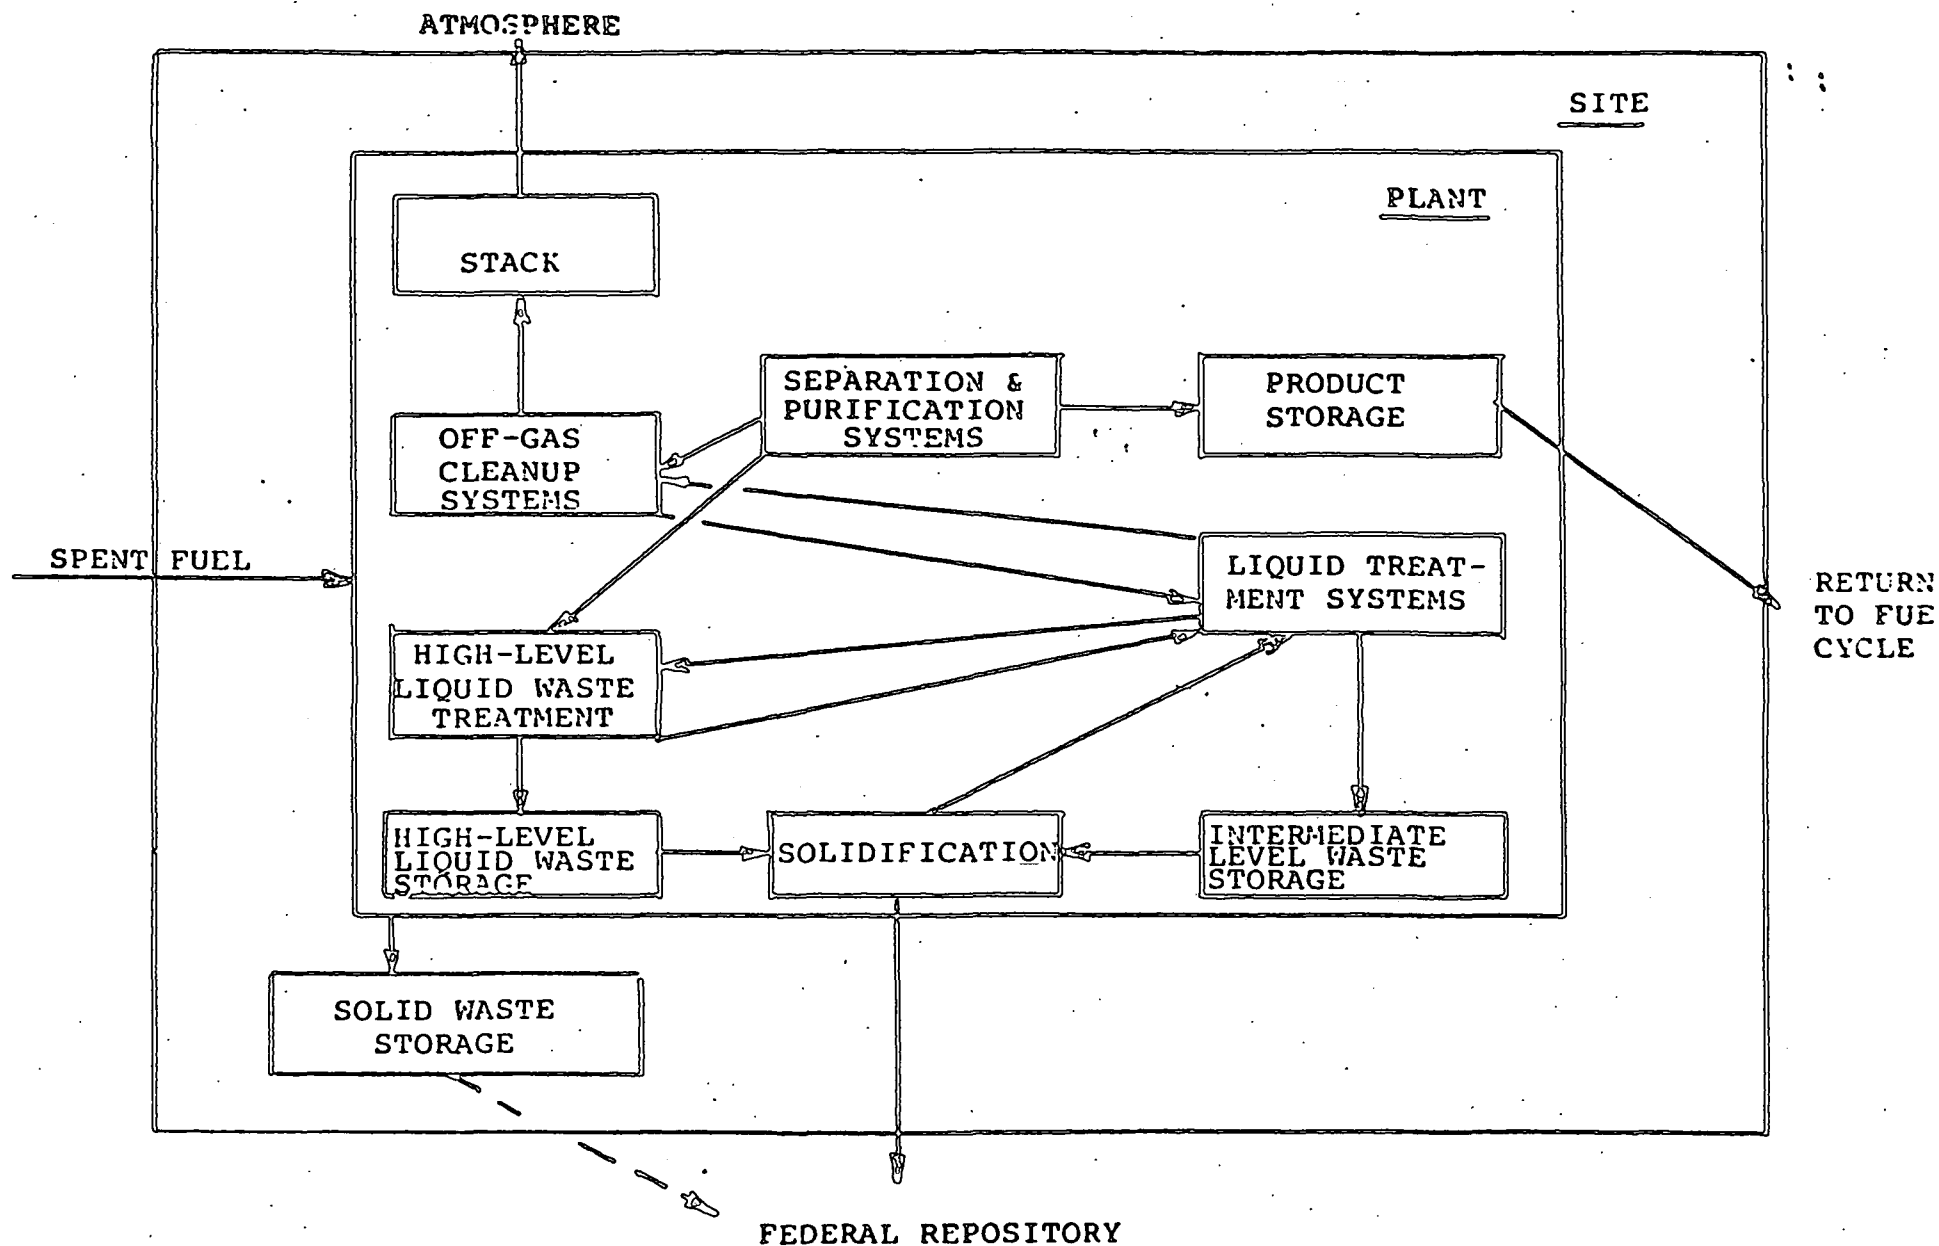 ATMOSPHERE
SITE
PLANT
STACK
SEPARATION &
PURIFICATION
SYSTEMS
PRODUCT
STORAGE
OFF-GAS
CLEANUP
SYSTEMS
SPENT FUEL
LIQUID TREAT-
MENT SYSTEMS
RETURN
TO FUE
CYCLE
HIGH-LEVEL
LIQUID WASTE
TREATMENT
HIGH-LEVEL
LIQUID WASTE
STORAGE
SOLIDIFICATION
INTERMEDIATE
LEVEL WASTE
STORAGE
SOLID WASTE
STORAGE
FEDERAL REPOSITORY